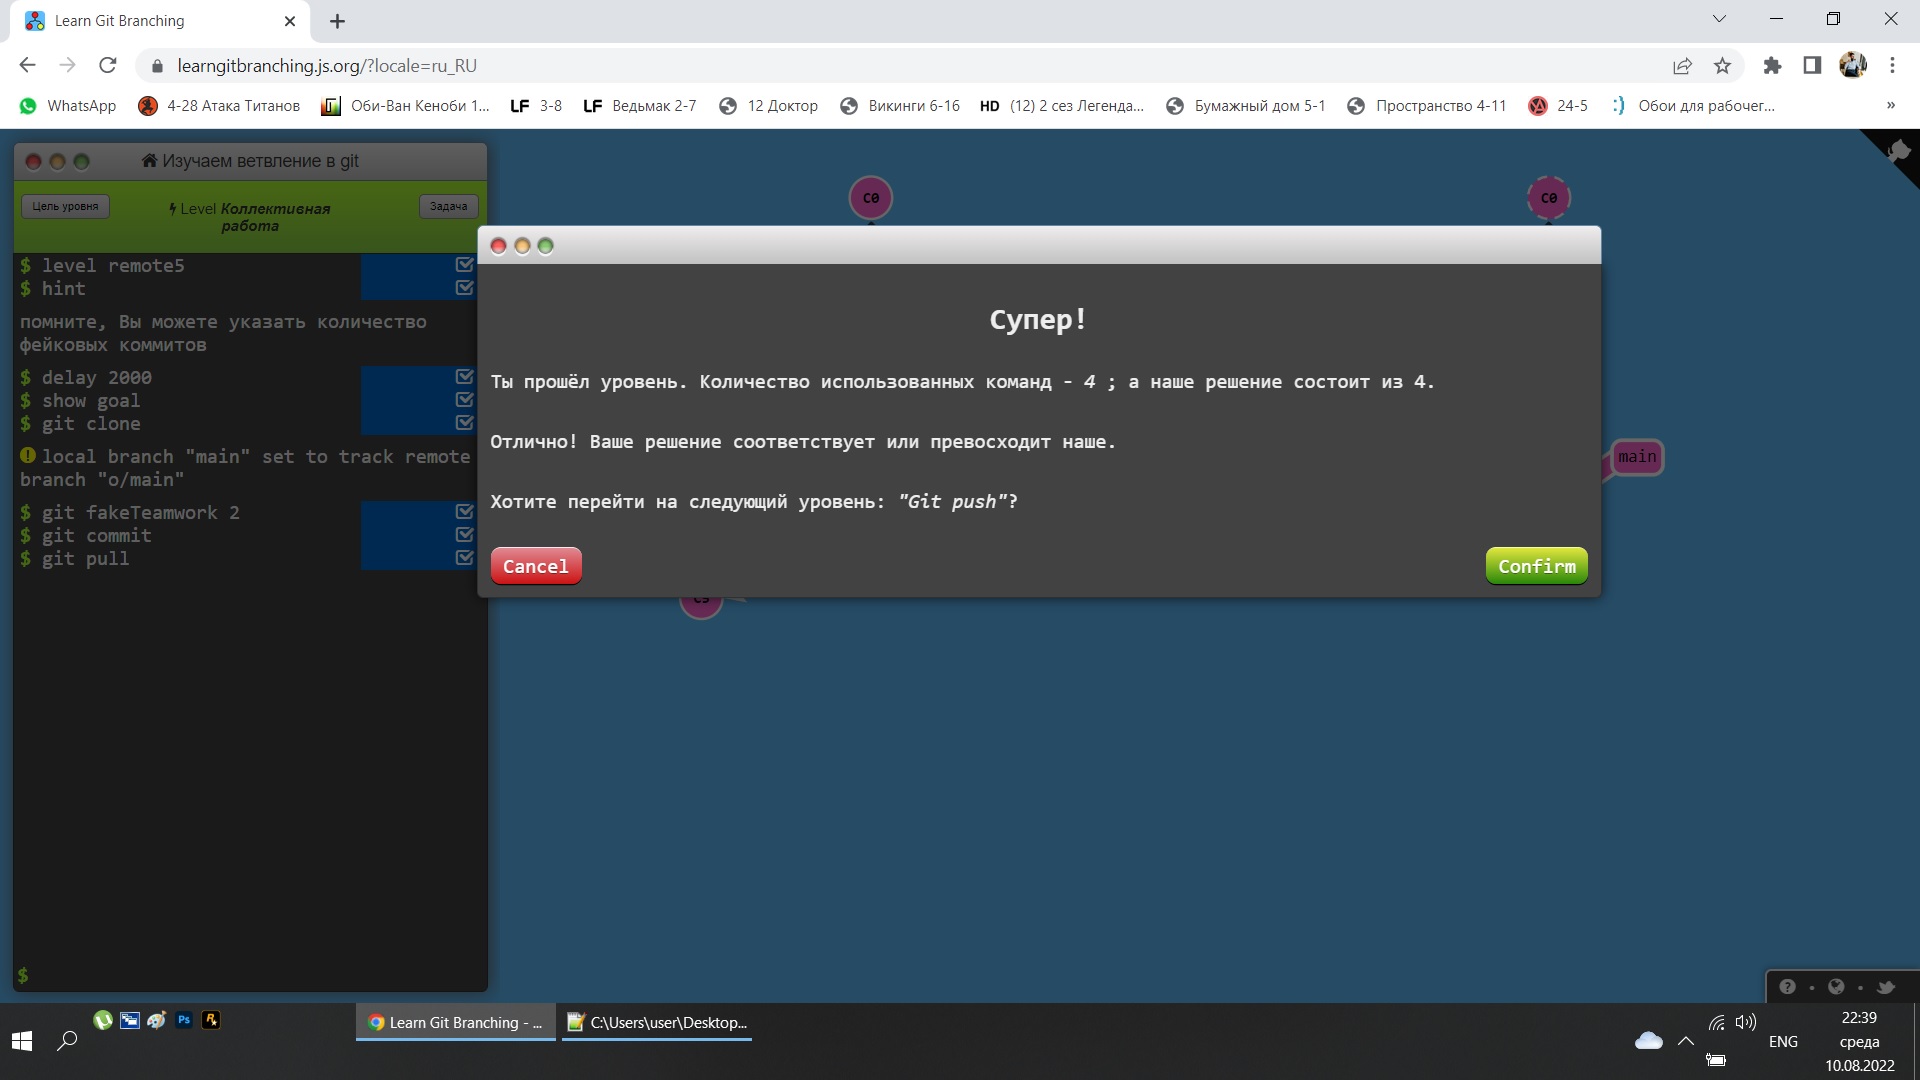 Learn Git Branching
learngitbranching.js.org/?locale=ru_RU
WhatsApp
4-28 Атака Титанов
Оби-Ван Кеноби 1...
LF 3-8
LF Ведьмак 2-7
12 Доктор
Викинги 6-16
HD (12) 2 сез Легенда...
Бумажный дом 5-1
Пространство 4-11
24-5
:) Обои для рабочег...
»
Изучаем ветвление в git
Цель уровня
Level Коллективная
работа
Задача
C0
C0
$ level remote5
$ hint
помните, Вы можете указать количество
фейковых коммитов
$ delay 2000
$ show goal
$ git clone
local branch "main" set to track remote
branch "o/main"
$ git fakeTeamwork 2
$ git commit
$ git pull
$
Супер!
Ты прошёл уровень. Количество использованных команд - 4 ; а наше решение состоит из 4.
Отлично! Ваше решение соответствует или превосходит наше.
Хотите перейти на следующий уровень: "Git push"?
Cancel
Confirm
main
Ps
Learn Git Branching - ...
C:\Users\user\Desktop...
ENG
22:39
среда
10.08.2022